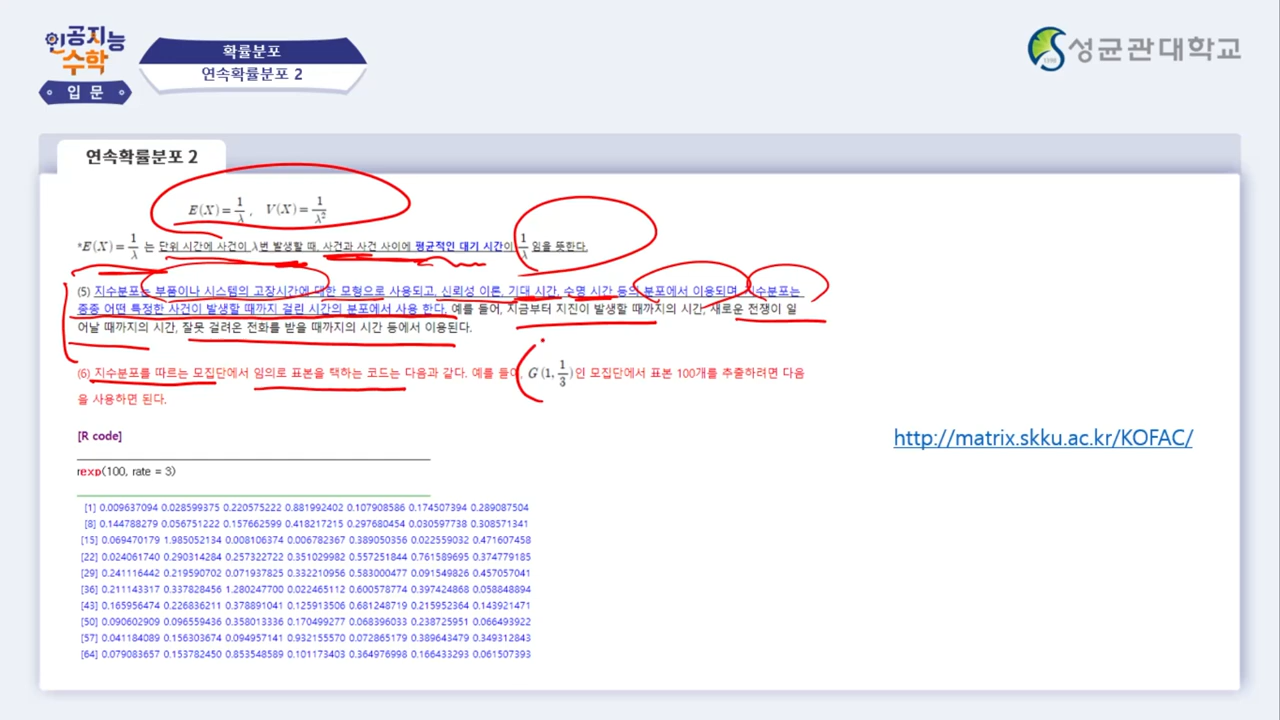 인공지능
수학
입문
확률분포
연속확률분포 2
성균관대학교
연속확률분포 2
E(X) = 1/λ, V(X) = 1/λ²
*E(X) = 1/λ 는 단위 시간에 사건이 λ번 발생할 때, 사건과 사건 사이에 평균적인 대기 시간이 1/λ 임을 뜻한다.
(5) 지수분포는 부품이나 시스템의 고장시간에 대한 모형으로 사용되고, 신뢰성 이론, 기대 시간, 수명 시간 등의 분포에서 이용되며, 지수분포는
종종 어떤 특정한 사건이 발생할 때까지 걸린 시간의 분포에서 사용 한다. 예를 들어, 지금부터 지진이 발생할 때까지의 시간, 새로운 전쟁이 일
어날 때까지의 시간, 잘못 걸려온 전화를 받을 때까지의 시간 등에서 이용된다.
(6) 지수분포를 따르는 모집단에서 임의로 표본을 택하는 코드는 다음과 같다. 예를 들어, G(1, 1/3)인 모집단에서 표본 100개를 추출하려면 다음
을 사용하면 된다.
http://matrix.skku.ac.kr/KOFAC/
[R code]
rexp(100, rate = 3)
[1] 0.009637094 0.028599375 0.220575222 0.881992402 0.107908586 0.174507394 0.289087504
[8] 0.144788279 0.056751222 0.157662599 0.418217215 0.297680454 0.030597738 0.308571341
[15] 0.069470179 1.985052134 0.008106374 0.006782367 0.389050356 0.022559032 0.471607458
[22] 0.024061740 0.290314284 0.257322722 0.351029982 0.557251844 0.761589695 0.374779185
[29] 0.241116442 0.219590702 0.071937825 0.332210956 0.583000477 0.091549826 0.457057041
[36] 0.211143317 0.337828456 1.280247700 0.022465112 0.600578774 0.397424868 0.058848894
[43] 0.165956474 0.226836211 0.378891041 0.125913506 0.681248719 0.215952364 0.143921471
[50] 0.090602909 0.096559436 0.358013336 0.170499277 0.068396033 0.238725951 0.066493922
[57] 0.041184089 0.156303674 0.094957141 0.932155570 0.072865179 0.389643479 0.349312843
[64] 0.079083657 0.153782450 0.853548589 0.101173403 0.364976998 0.166433293 0.061507393